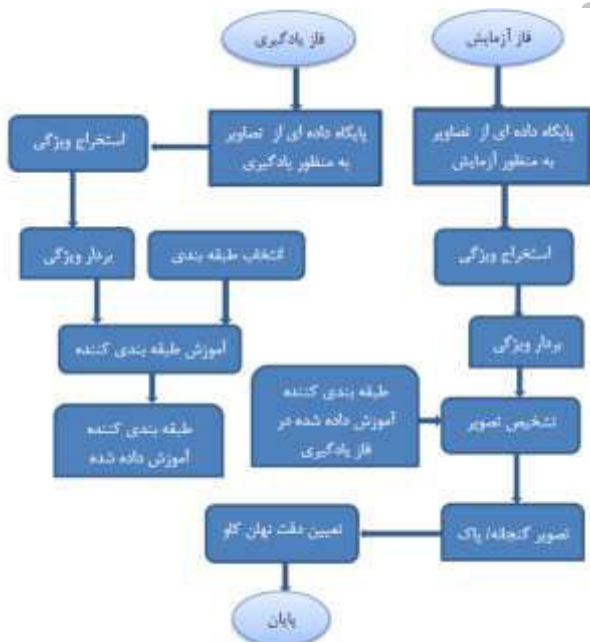 فاز آزمایش
فاز یادگیری
پایگاه داده ای از تصاویر
به منظور آزمایش
پایگاه داده ای از تصاویر
به منظور یادگیری
استخراج ویژگی
استخراج ویژگی
بردار ویژگی
انتخاب طبقه بندی
بردار ویژگی
آموزش طبقه بندی کننده
طبقه بندی کننده
آموزش داده شده
طبقه بندی کننده
آموزش داده شده در
فاز یادگیری
تشخیص تصویر
تصویر گنجانه/ پاک
تعیین دقت نهان کاو
پایان